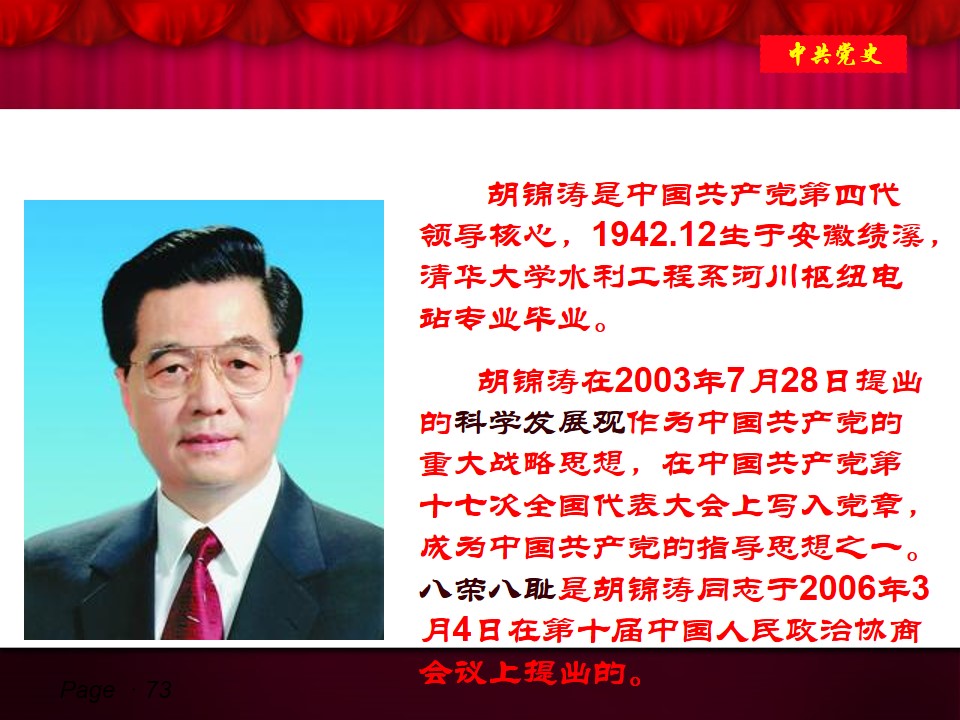 中共党史
胡锦涛是中国共产党第四代
领导核心，1942.12生于安徽绩溪，
清华大学水利工程系河川枢纽电
站专业毕业。
胡锦涛在2003年7月28日提出
的科学发展观作为中国共产党的
重大战略思想，在中国共产党第
十七次全国代表大会上写入党章，
成为中国共产党的指导思想之一。
八荣八耻是胡锦涛同志于2006年3
月4日在第十届中国人民政治协商
会议上提出的。
Page 73